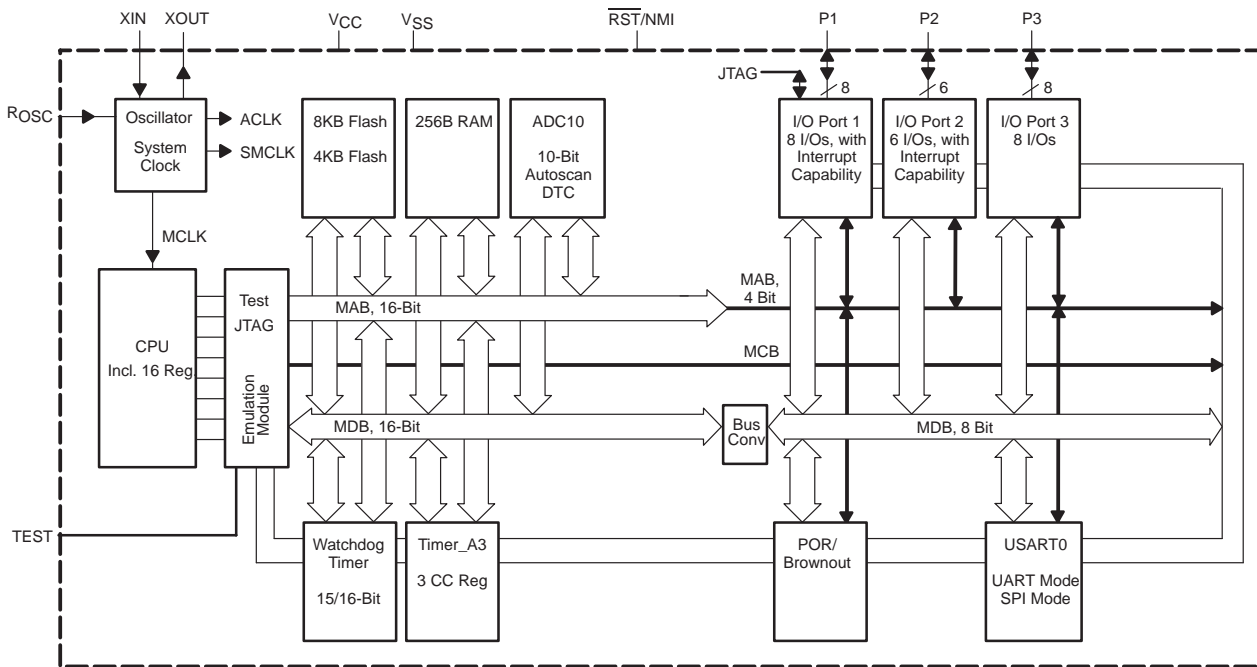 XIN XOUT VCC VSS RST/NMI P1 P2 P3
JTAG
8 6 8
ROSC
Oscillator
System
Clock
ACLK
SMCLK
8KB Flash
4KB Flash
256B RAM
ADC10
10-Bit
Autoscan
DTC
I/O Port 1
8 I/Os, with
Interrupt
Capability
I/O Port 2
6 I/Os, with
Interrupt
Capability
I/O Port 3
8 I/Os
MCLK
CPU
Incl. 16 Reg.
Test
JTAG
Emulation
Module
MAB, 16-Bit
MAB,
4 Bit
MCB
MDB, 16-Bit
Bus
Conv
MDB, 8 Bit
TEST
Watchdog
Timer
15/16-Bit
Timer_A3
3 CC Reg
POR/
Brownout
USART0
UART Mode
SPI Mode